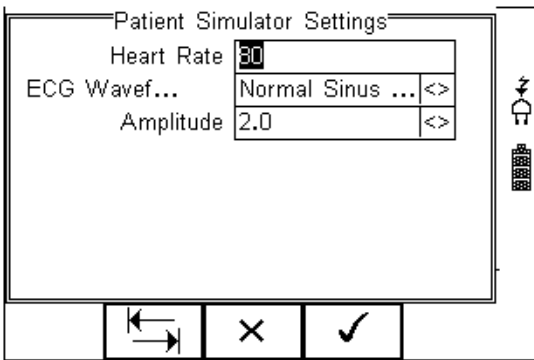 Patient Simulator Settings
Heart Rate 80
ECG Wavef... Normal Sinus ... <>
Amplitude 2.0 <>